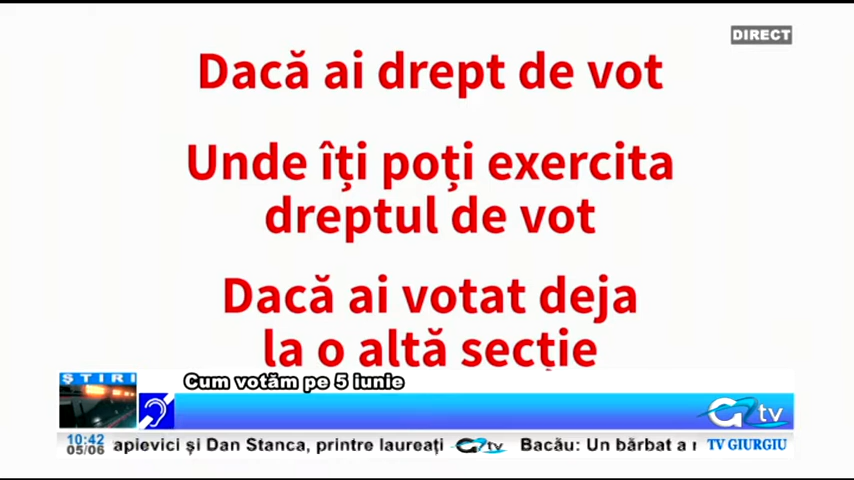 DIRECT
Dacă ai drept de vot
Unde îți poți exercita
dreptul de vot
Dacă ai votat deja
la o altă secție
ȘTIRI
Cum votăm pe 5 iunie
G tv
10:42
05/06
apievici și Dan Stanca, printre laureați G tv Bacău: Un bărbat a
TV GIURGIU